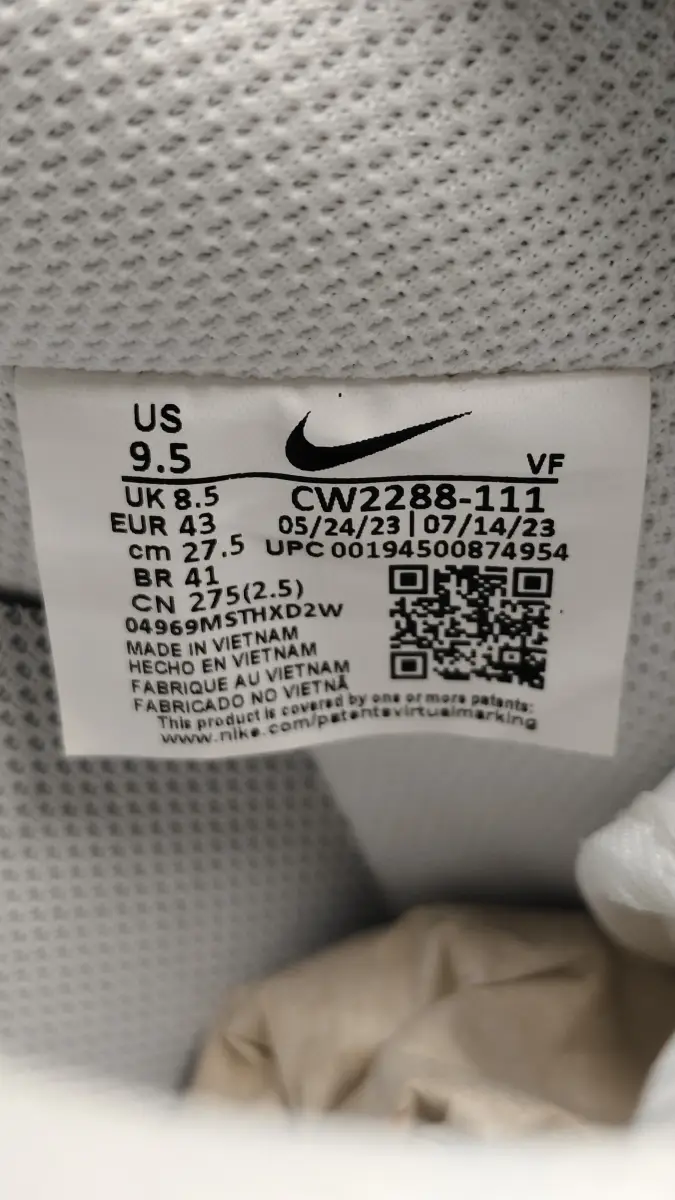 US
9.5
VF
UK 8.5
CW2288-111
EUR 43
05/24/23 | 07/14/23
cm 27.5
UPC 00194500874954
BR 41
CN 275(2.5)
04969MSTHXD2W
MADE IN VIETNAM
HECHO EN VIETNAM
FABRIQUE AU VIETNAM
FABRICADO NO VIETNÃ
This product is covered by one or more patents:
www.nike.com/patentsvirtualmarking